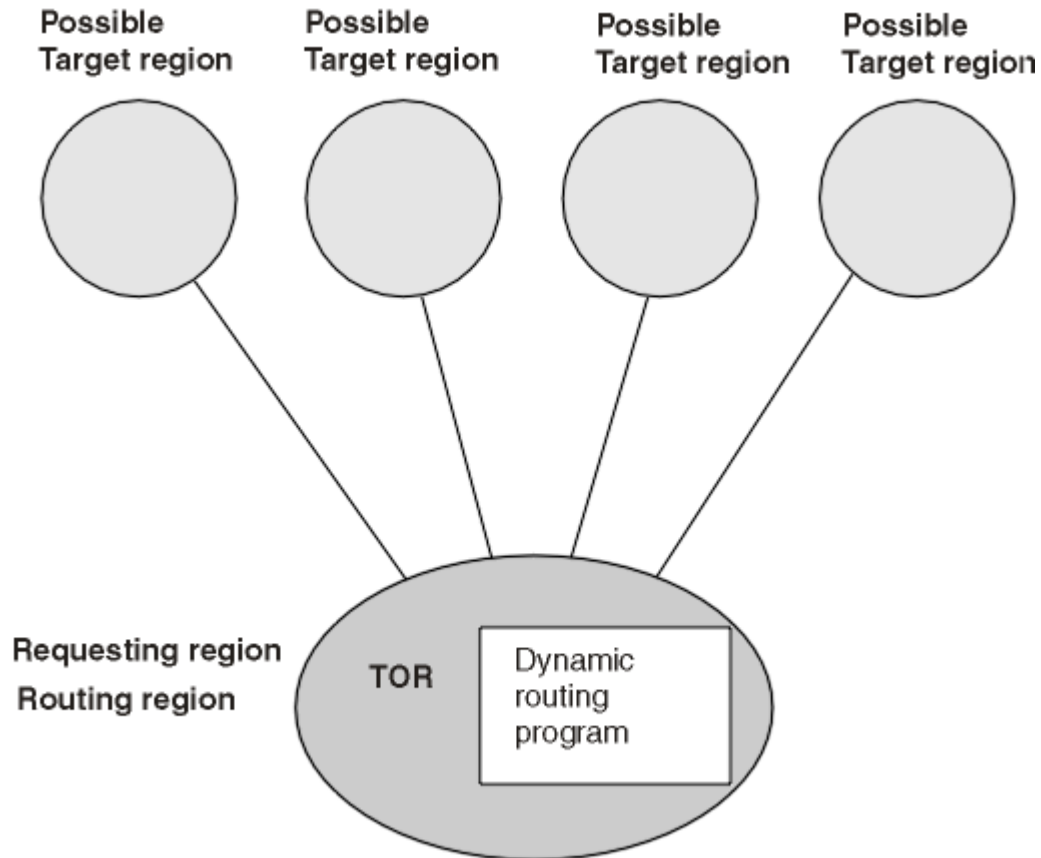 Possible
Target region
Possible
Target region
Possible
Target region
Possible
Target region
Requesting region
Routing region
TOR
Dynamic
routing
program